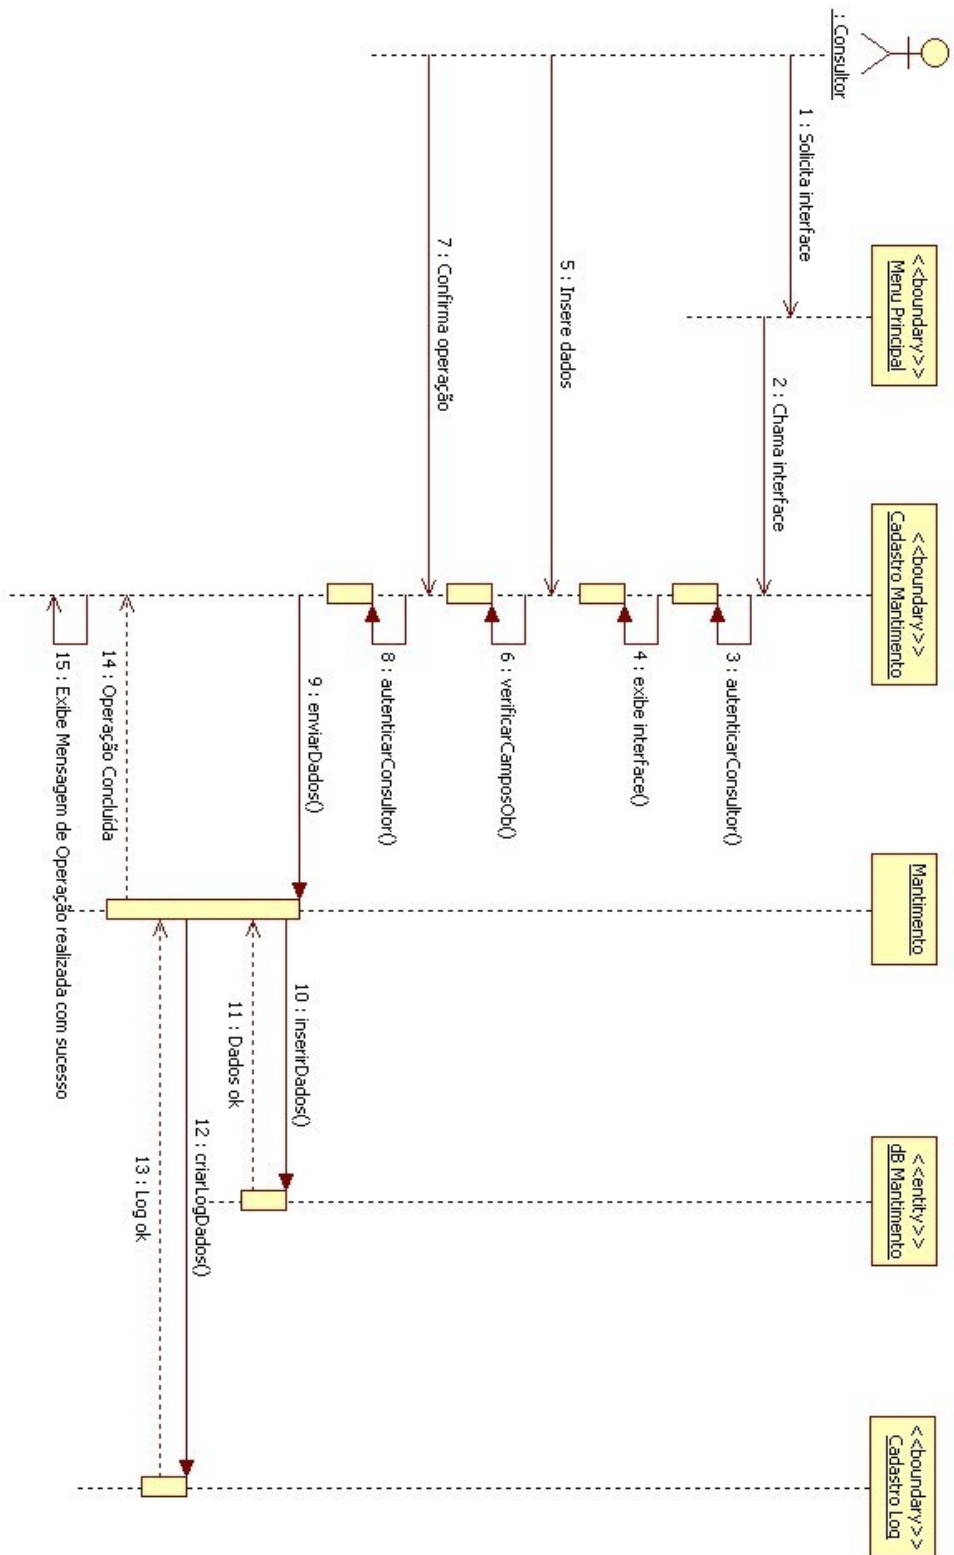 : Consultor
<<boundary>>
Menu Principal
<<boundary>>
Cadastro Mantimento
Mantimento
<<entity>>
dB Mantimento
<<boundary>>
Cadastro Log
1 : Solicita interface
2 : Chama interface
3 : autenticarConsultor()
4 : exibe interface()
5 : Insere dados
6 : verificarCamposOb()
7 : Confirma operação
8 : autenticarConsultor()
9 : enviarDados()
10 : inserirDados()
11 : Dados ok
12 : criarLogDados()
13 : Log ok
14 : Operação Concluída
15 : Exibe Mensagem de Operação realizada com sucesso